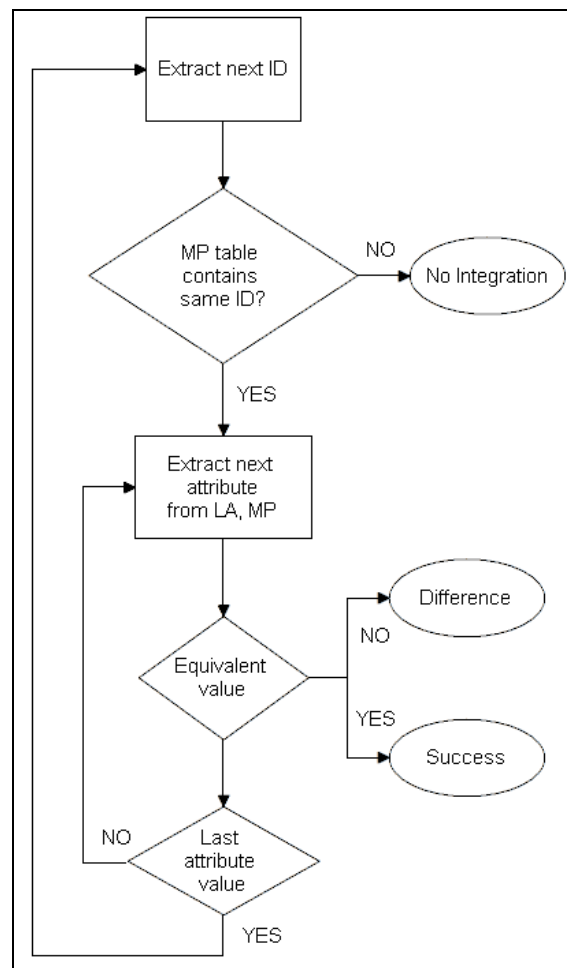 Extract next ID
MP table
contains
same ID?
NO
No Integration
YES
Extract next
attribute
from LA, MP
Equivalent
value
Difference
NO
YES
Success
NO
Last
attribute
value
YES